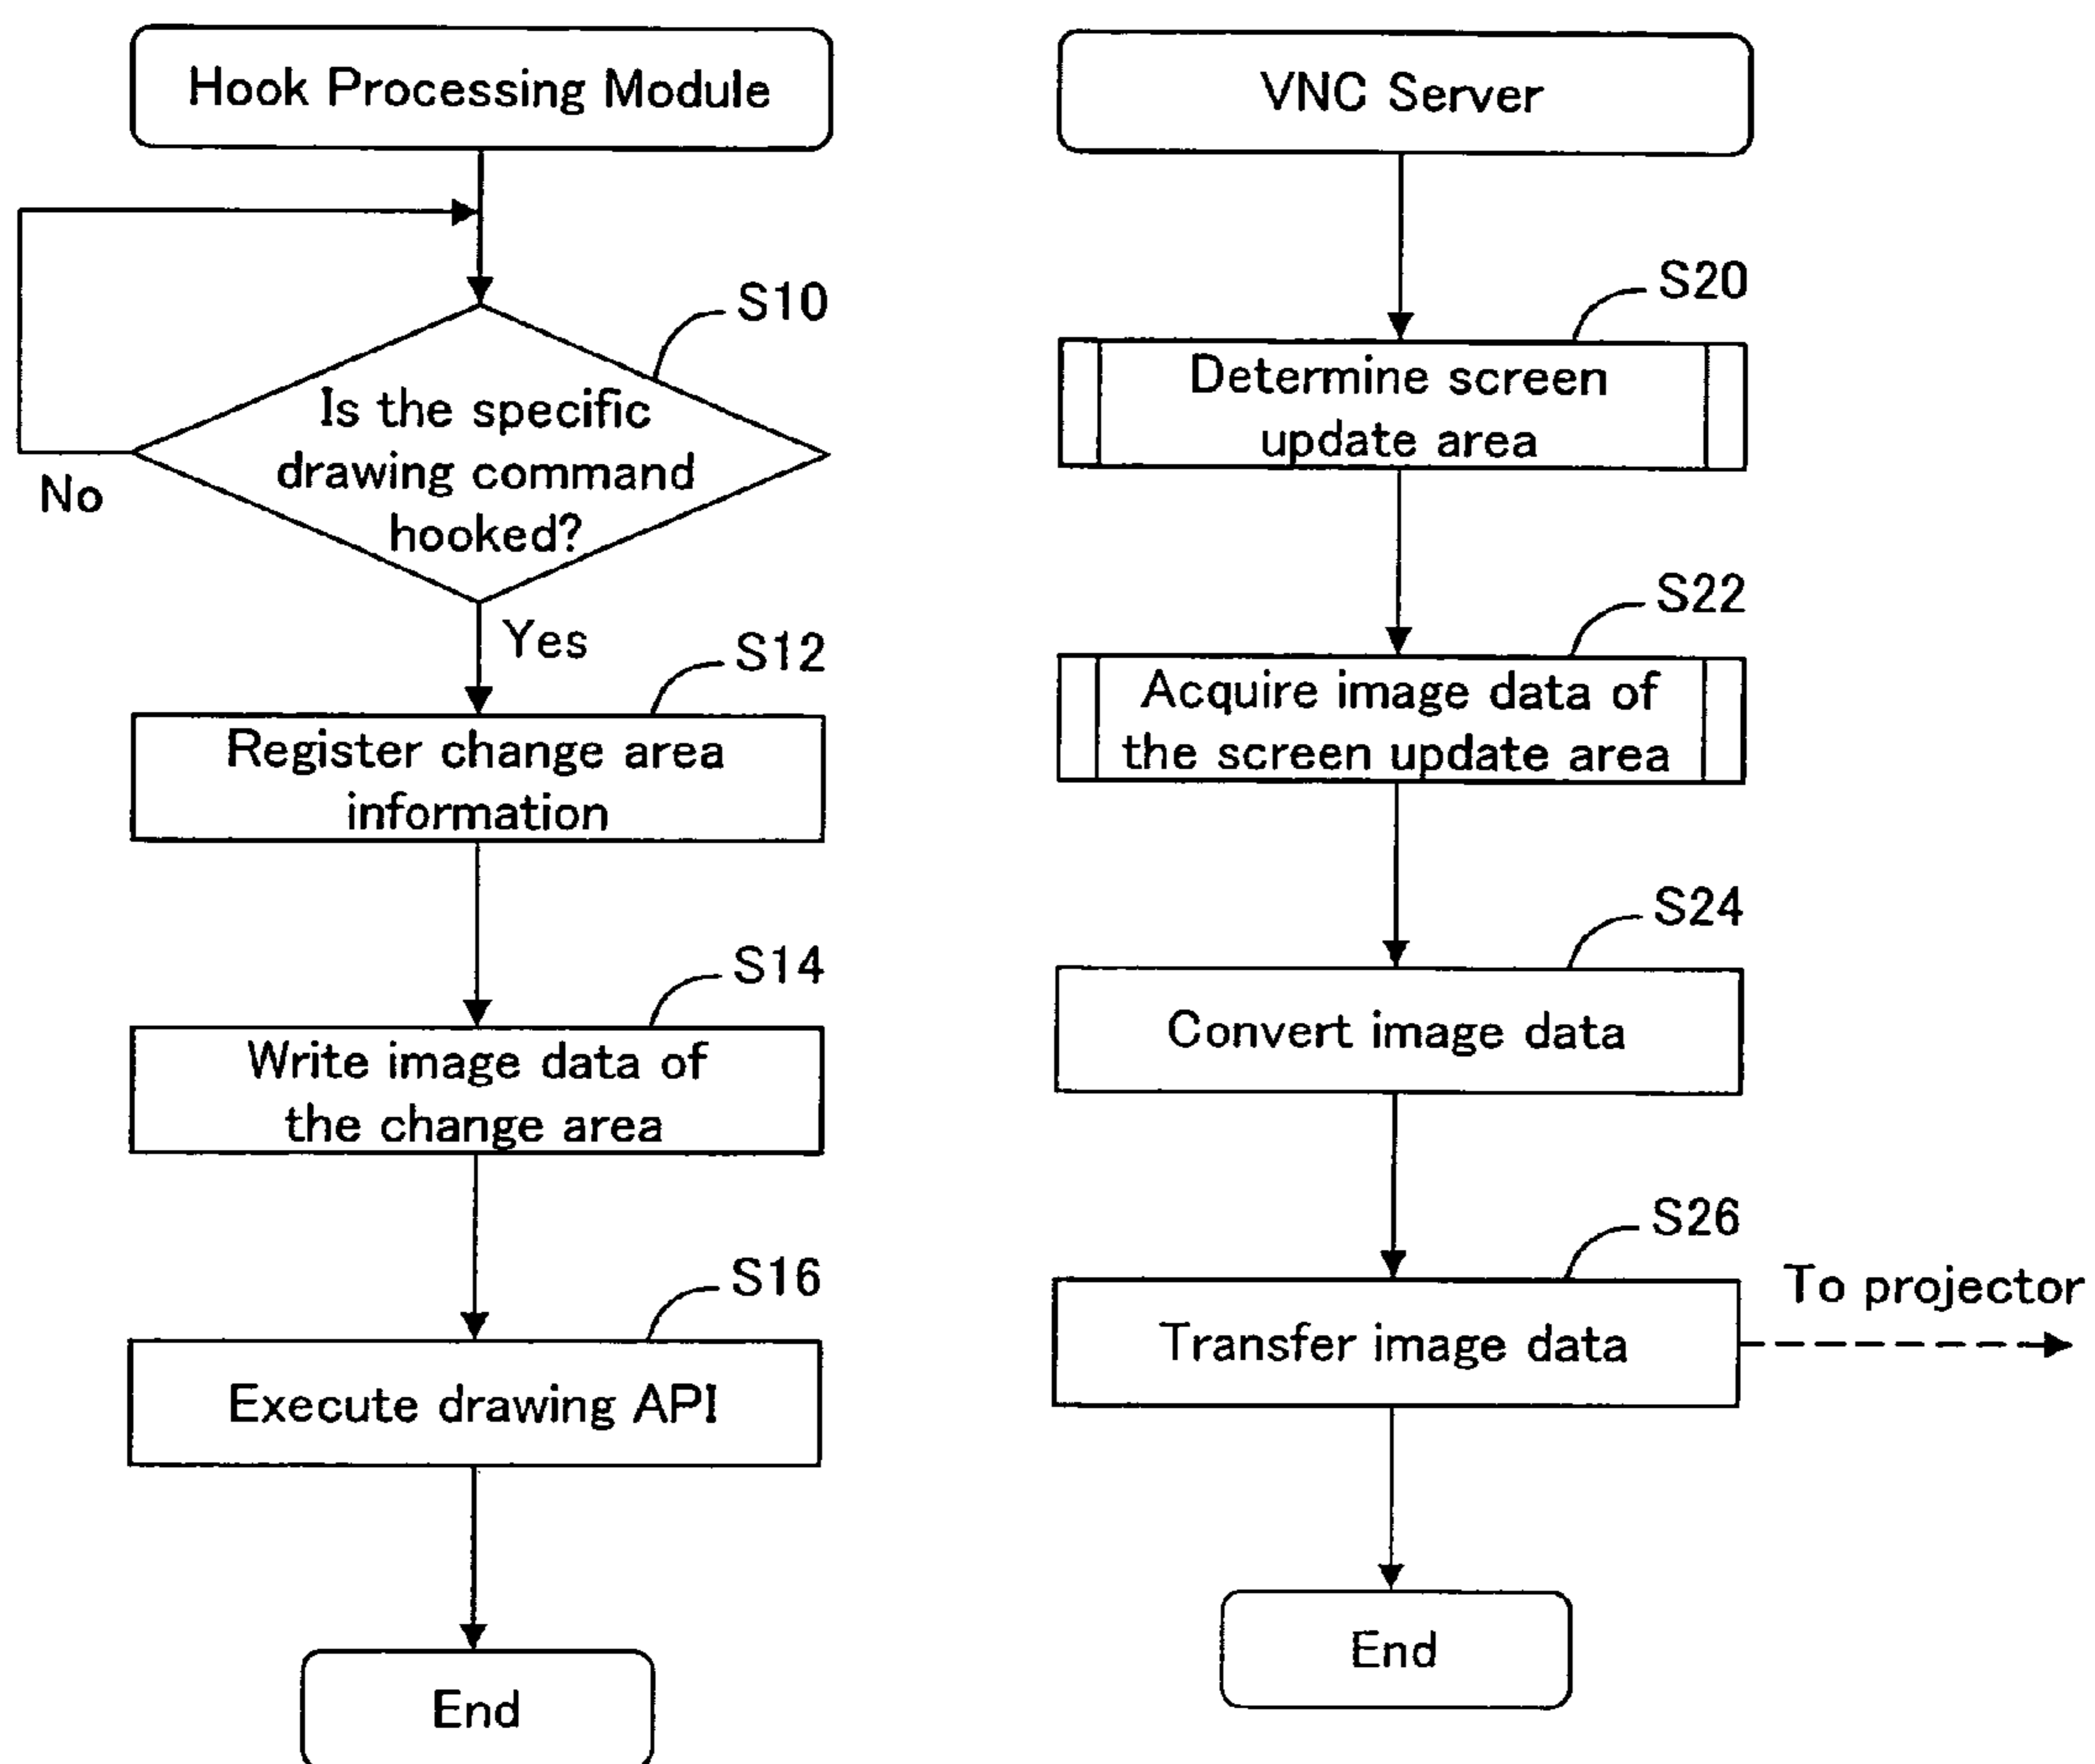 Hook Processing Module
S10
Is the specific
drawing command
hooked?
No
Yes
S12
Register change area
information
S14
Write image data of
the change area
S16
Execute drawing API
End
VNC Server
S20
Determine screen
update area
S22
Acquire image data of
the screen update area
S24
Convert image data
S26
Transfer image data
To projector
End